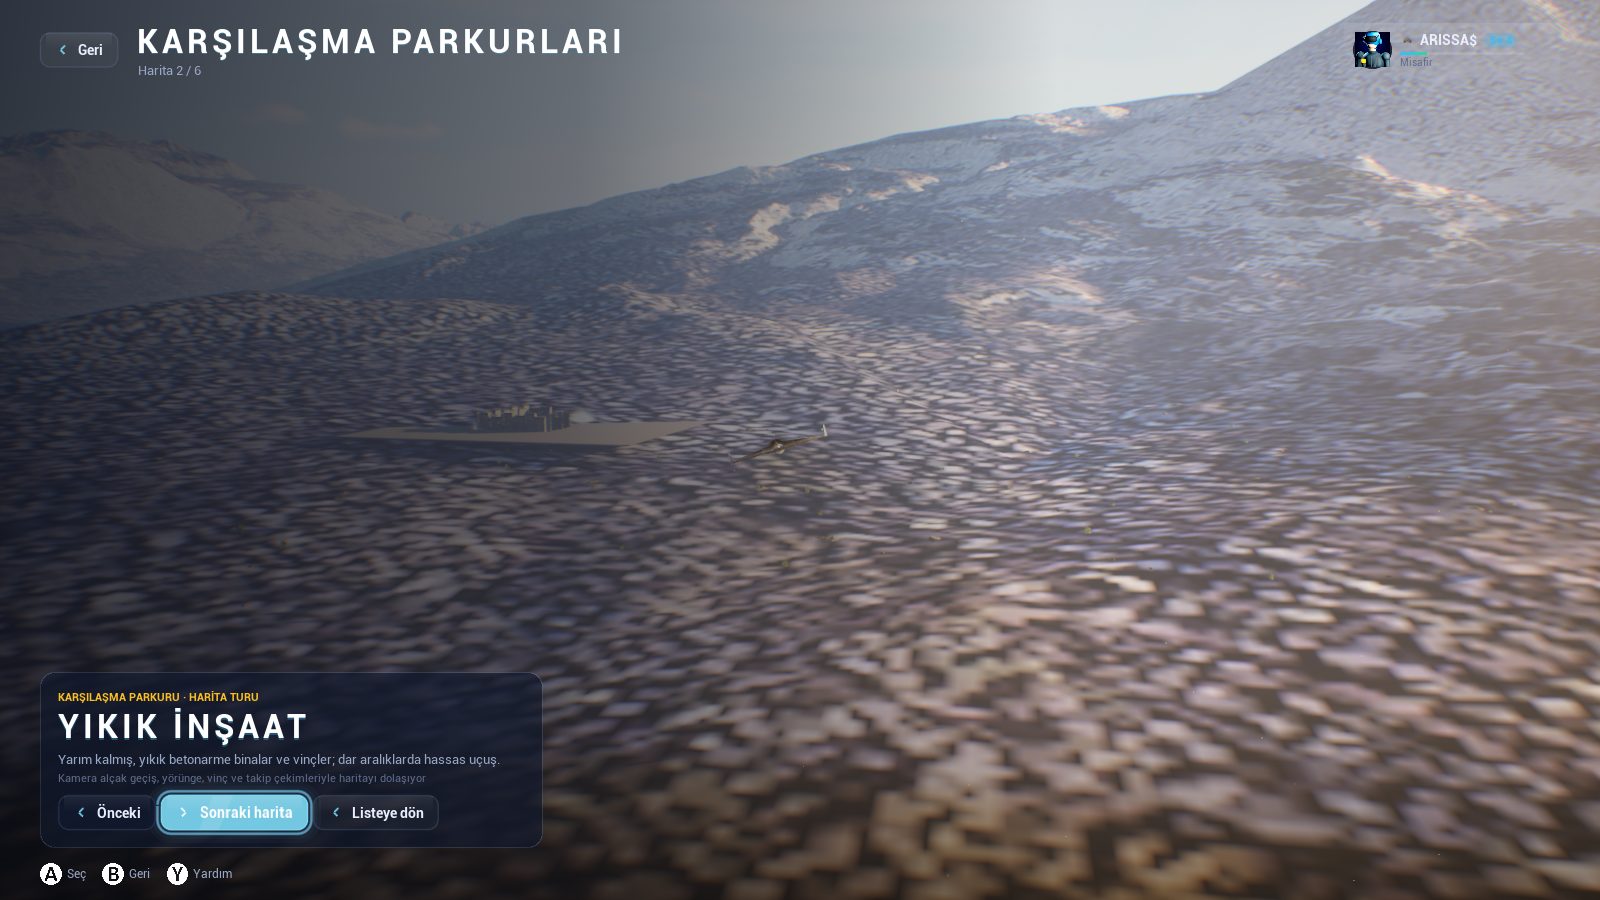 Geri
KARŞILAŞMA PARKURLARI
Harita 2 / 6
ARISSA$
Misafir
KARŞILAŞMA PARKURU · HARİTA TURU
YIKIK İNŞAAT
Yarım kalmış, yıkık betonarme binalar ve vinçler; dar aralıklarda hassas uçuş.
Kamera alçak geçiş, yörünge, vinç ve takip çekimleriyle haritayı dolaşıyor
Önceki
Sonraki harita
Listeye dön
A Seç B Geri Y Yardım